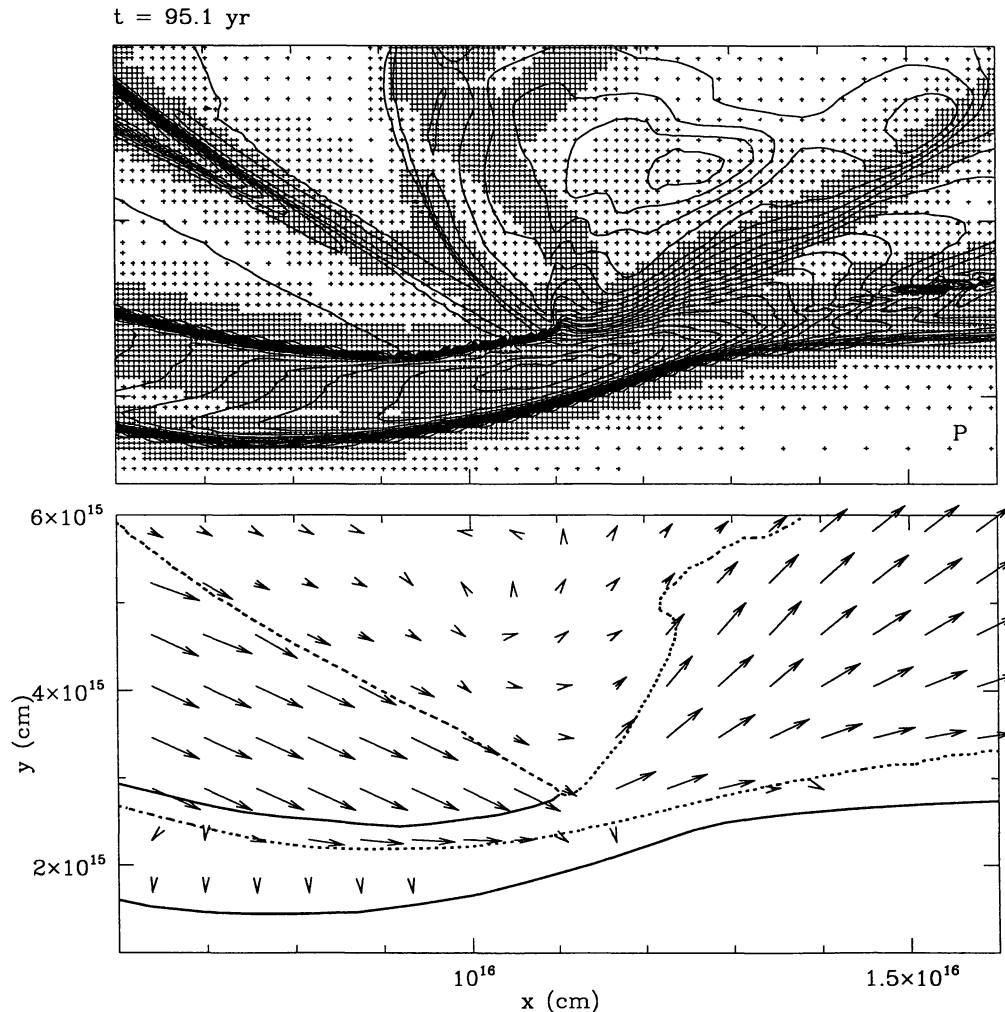 t = 95.1 yr
P
6×10¹⁵
4×10¹⁵
2×10¹⁵
y (cm)
10¹⁶
1.5×10¹⁶
x (cm)